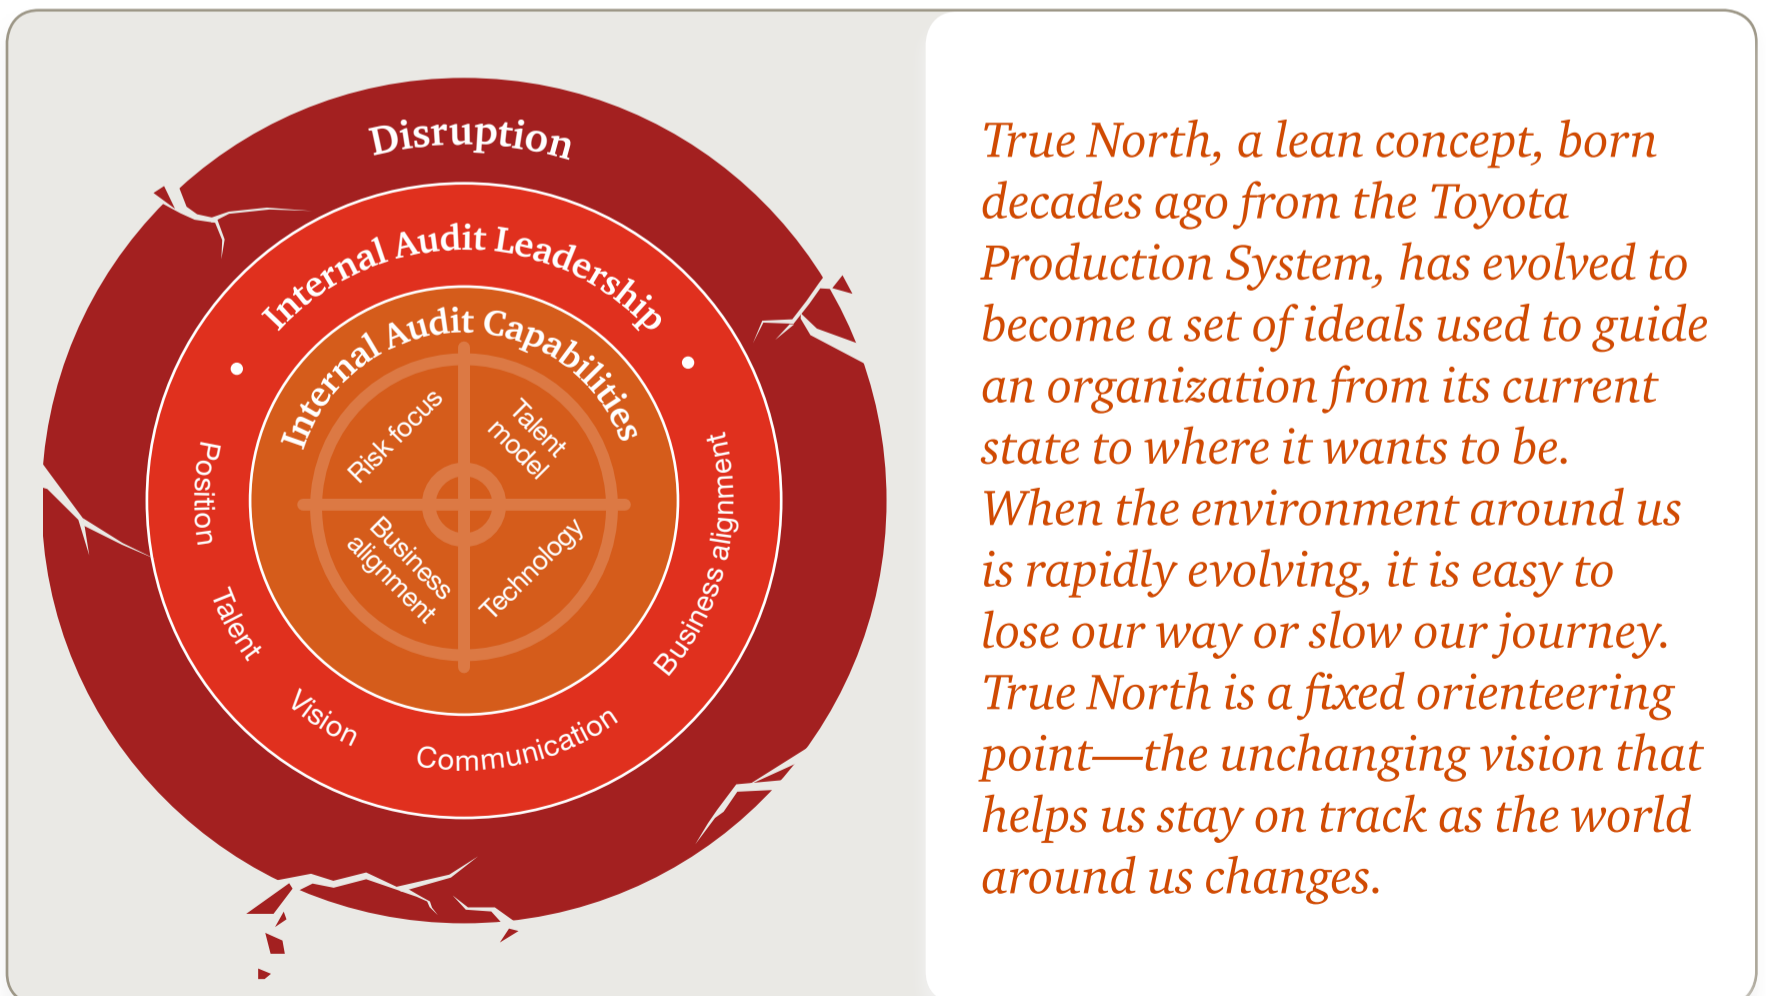 Disruption
Internal Audit Leadership
Internal Audit Capabilities
Risk focus
Talent
model
Business
alignment
Technology
Position
Talent
Vision
Communication
Business alignment
True North, a lean concept, born
decades ago from the Toyota
Production System, has evolved to
become a set of ideals used to guide
an organization from its current
state to where it wants to be.
When the environment around us
is rapidly evolving, it is easy to
lose our way or slow our journey.
True North is a fixed orienteering
point—the unchanging vision that
helps us stay on track as the world
around us changes.